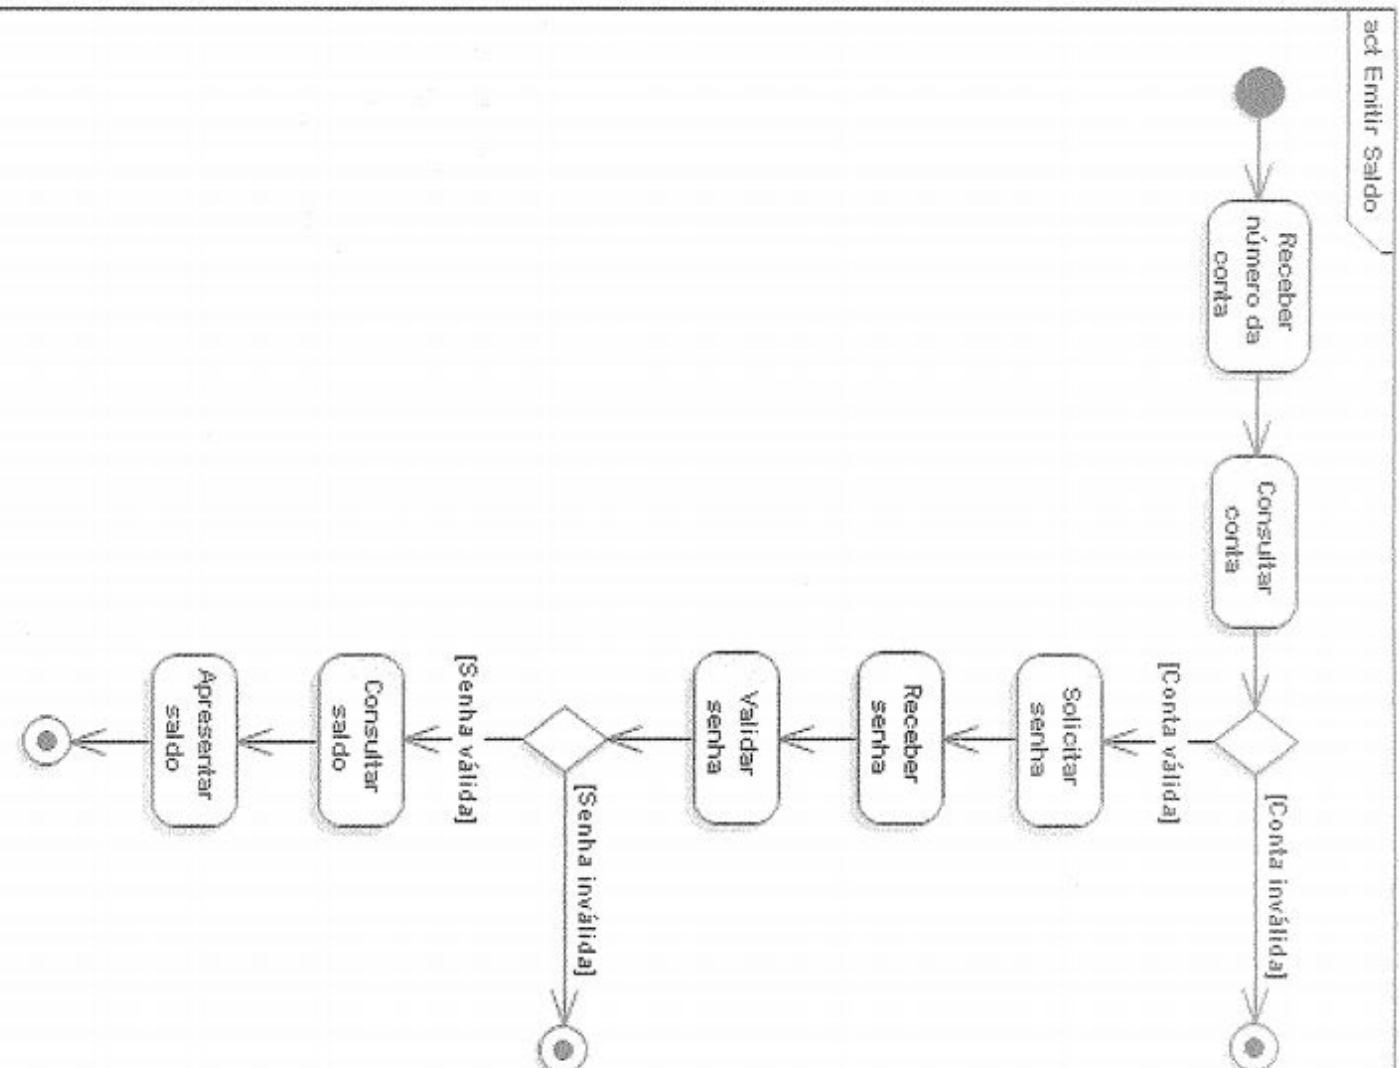 act Emitir Saldo
Receber
número da
conta
Consultar
conta
[Conta inválida]
[Conta válida]
Solicitar
senha
Receber
senha
Validar
senha
[Senha inválida]
[Senha válida]
Consultar
saldo
Apresentar
saldo